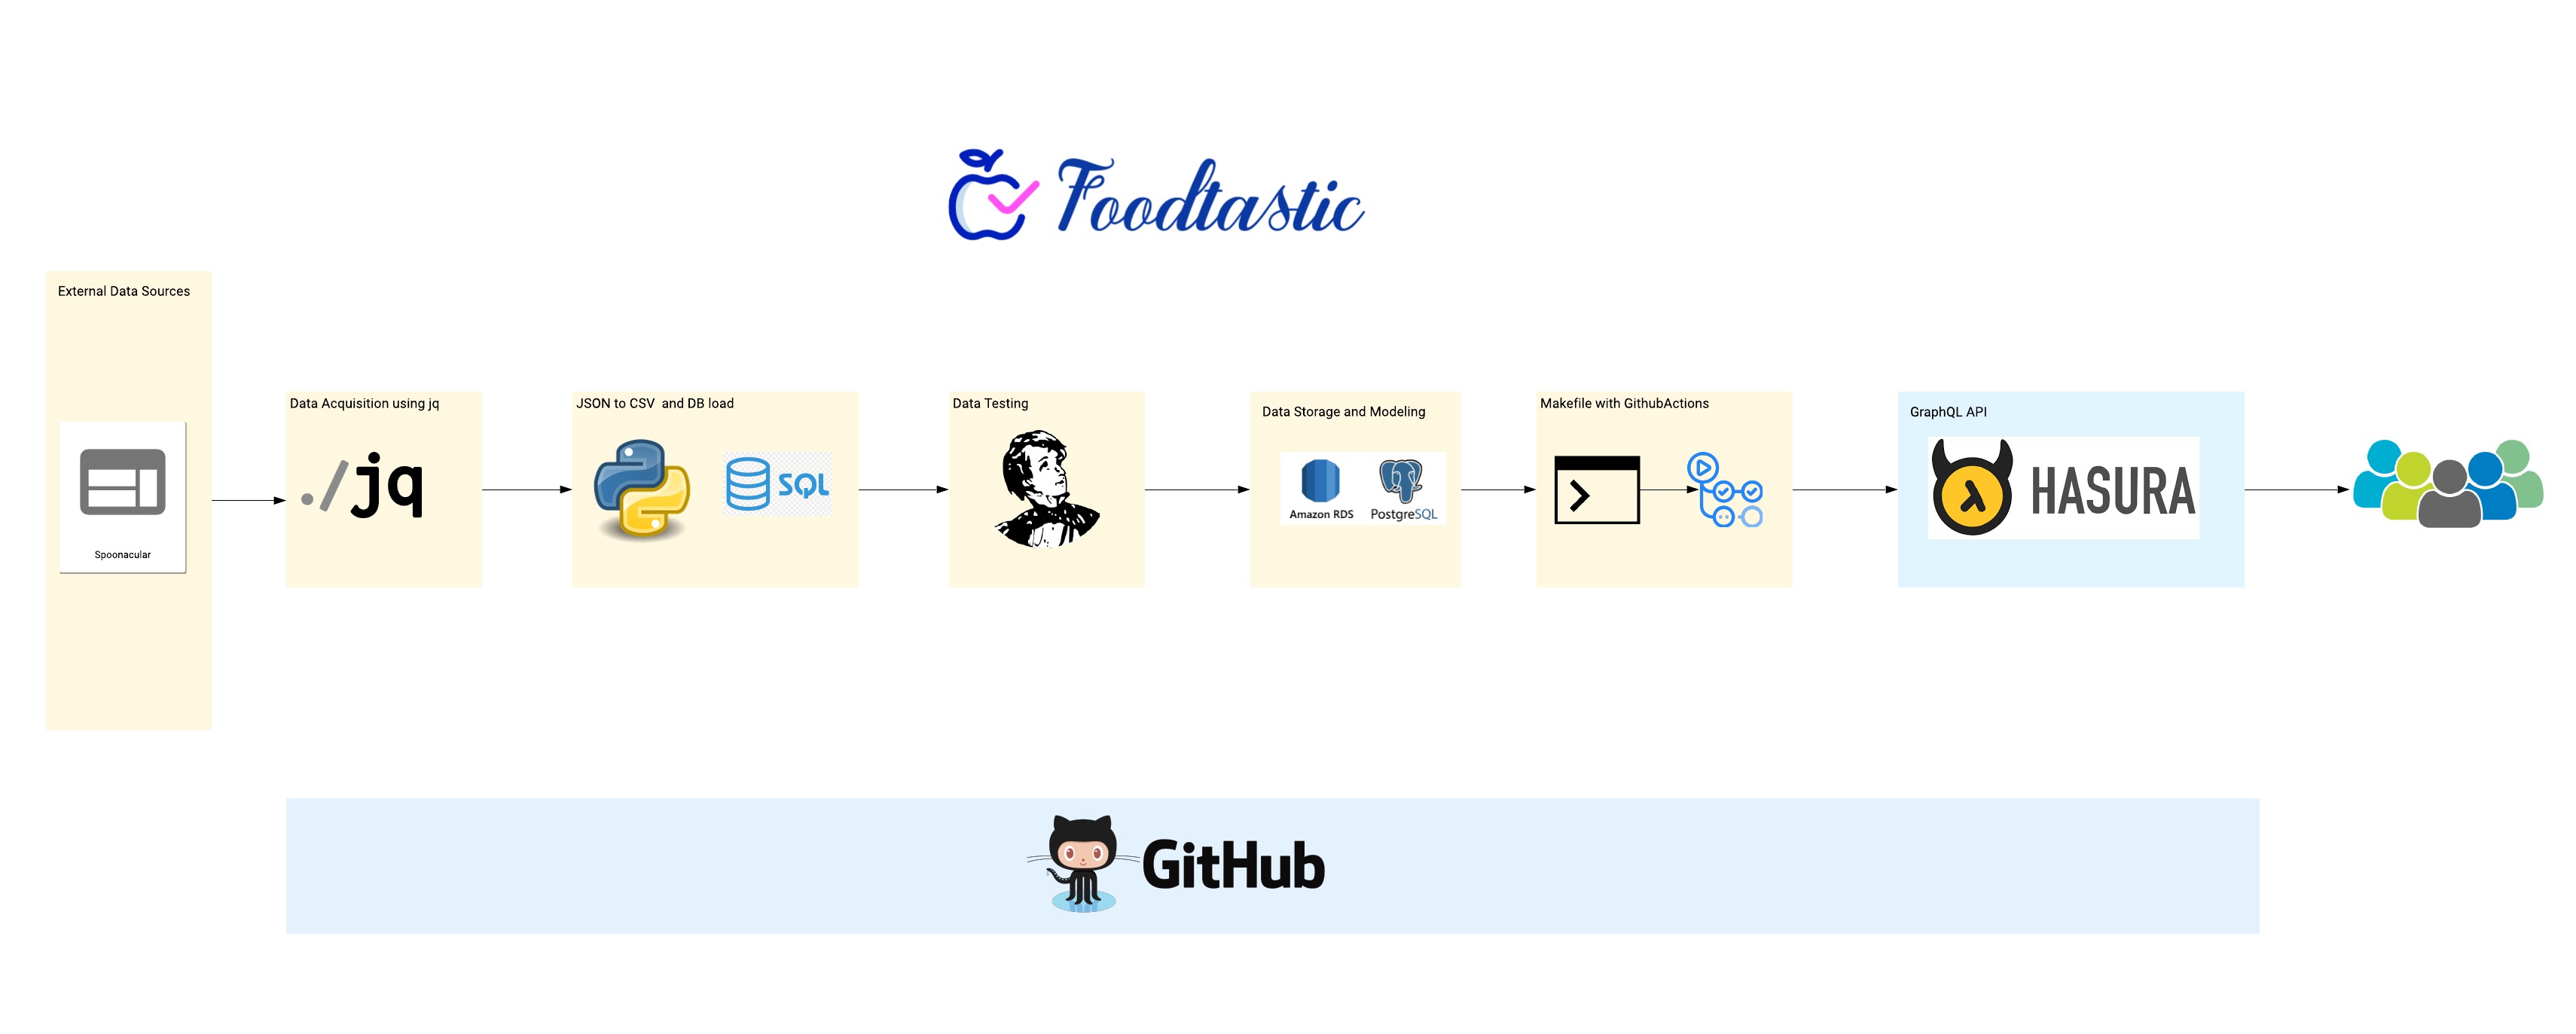 Foodtastic
External Data Sources
Spoonacular
Data Acquisition using jq
./jq
JSON to CSV  and DB load
SQL
Data Testing
Data Storage and Modeling
Amazon RDS
PostgreSQL
Makefile with GithubActions
GraphQL API
HASURA
GitHub